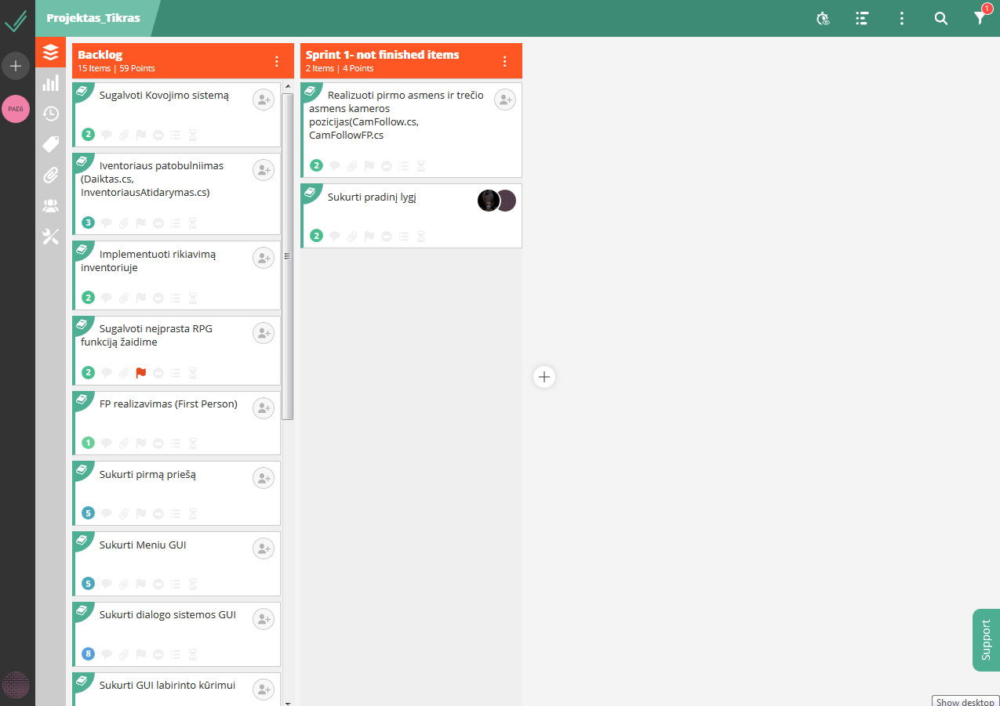 Projektas_Tikras
1
PAE6
Backlog
15 Items | 59 Points
Sugalvoti Kovojimo sistemą
2
Iventoriaus patobulniimas
(Daiktas.cs,
InventoriausAtidarymas.cs)
3
Implementuoti rikiavimą
inventoriuje
2
Sugalvoti neįprasta RPG
funkciją žaidime
2
FP realizavimas (First Person)
1
Sukurti pirmą priešą
5
Sukurti Meniu GUI
5
Sukurti dialogo sistemos GUI
8
Sukurti GUI labirinto kūrimui
Sprint 1- not finished items
2 Items | 4 Points
Realizuoti pirmo asmens ir trečio
asmens kameros
pozicijas(CamFollow.cs,
CamFollowFP.cs
2
Sukurti pradinį lygį
2
Support
Show desktop